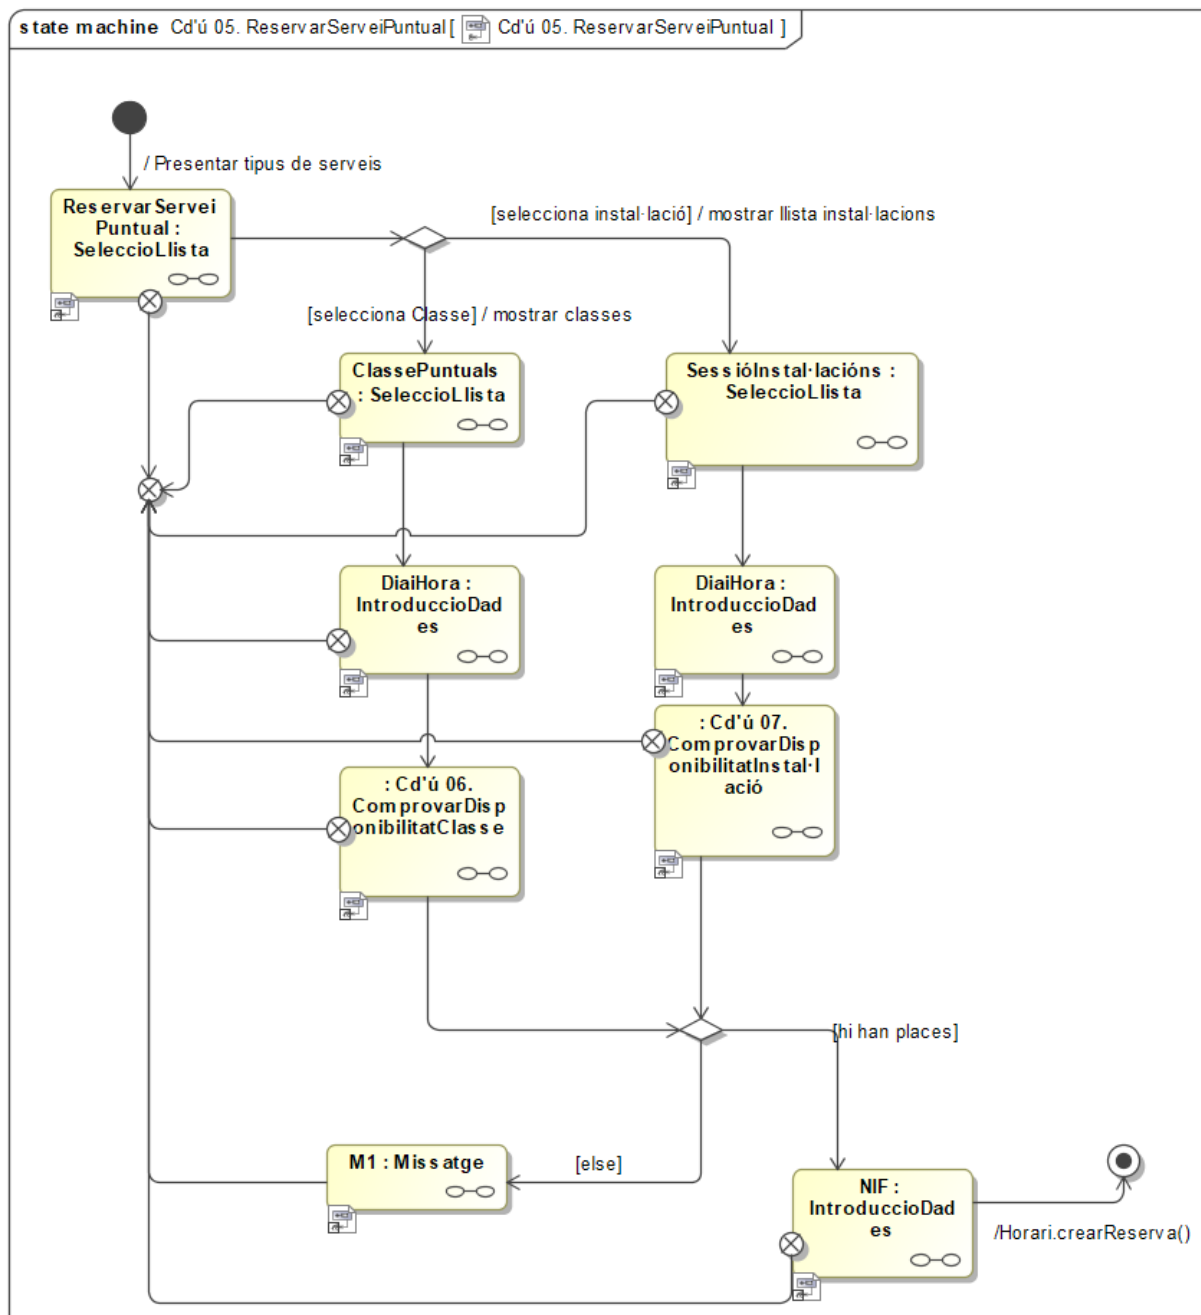 state machine Cd'ú 05. ReservarServeiPuntual [ Cd'ú 05. ReservarServeiPuntual ]
/ Presentar tipus de serveis
ReservarServei
Puntual :
SeleccioLlista
[selecciona instal·lació] / mostrar llista instal·lacions
[selecciona Classe] / mostrar classes
ClassePuntuals
: SeleccioLlista
SessióInstal·lacións :
SeleccioLlista
DiaiHora :
IntroduccioDad
es
DiaiHora :
IntroduccioDad
es
: Cd'ú 07.
ComprovarDisp
onibilitatInstal·l
ació
: Cd'ú 06.
ComprovarDisp
onibilitatClasse
[hi han places]
M1 : Missatge
[else]
NIF :
IntroduccioDad
es
/Horari.crearReserva()